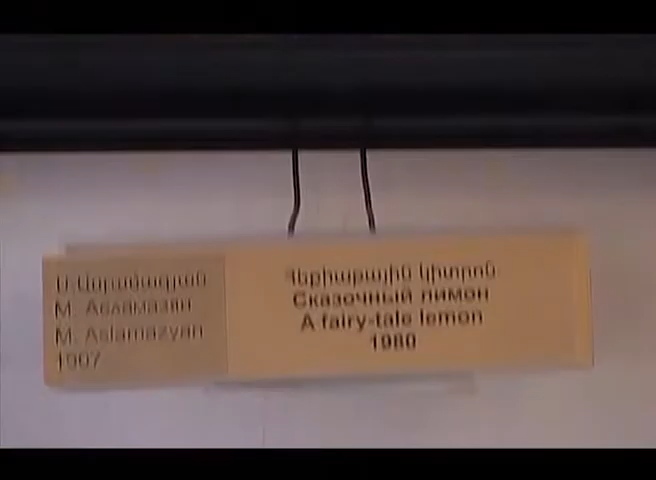 Մ. Ասլամազյան
М. Асламазян
M. Aslamazyan
1907
Հեքիաթային կիտրոն
Сказочный лимон
A fairy-tale lemon
1980